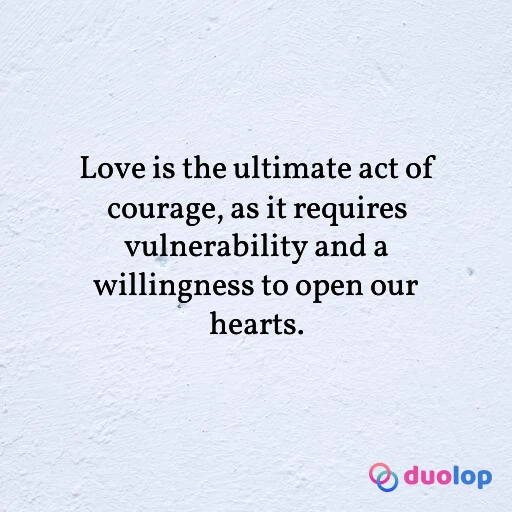 Love is the ultimate act of
courage, as it requires
vulnerability and a
willingness to open our
hearts.
duolop